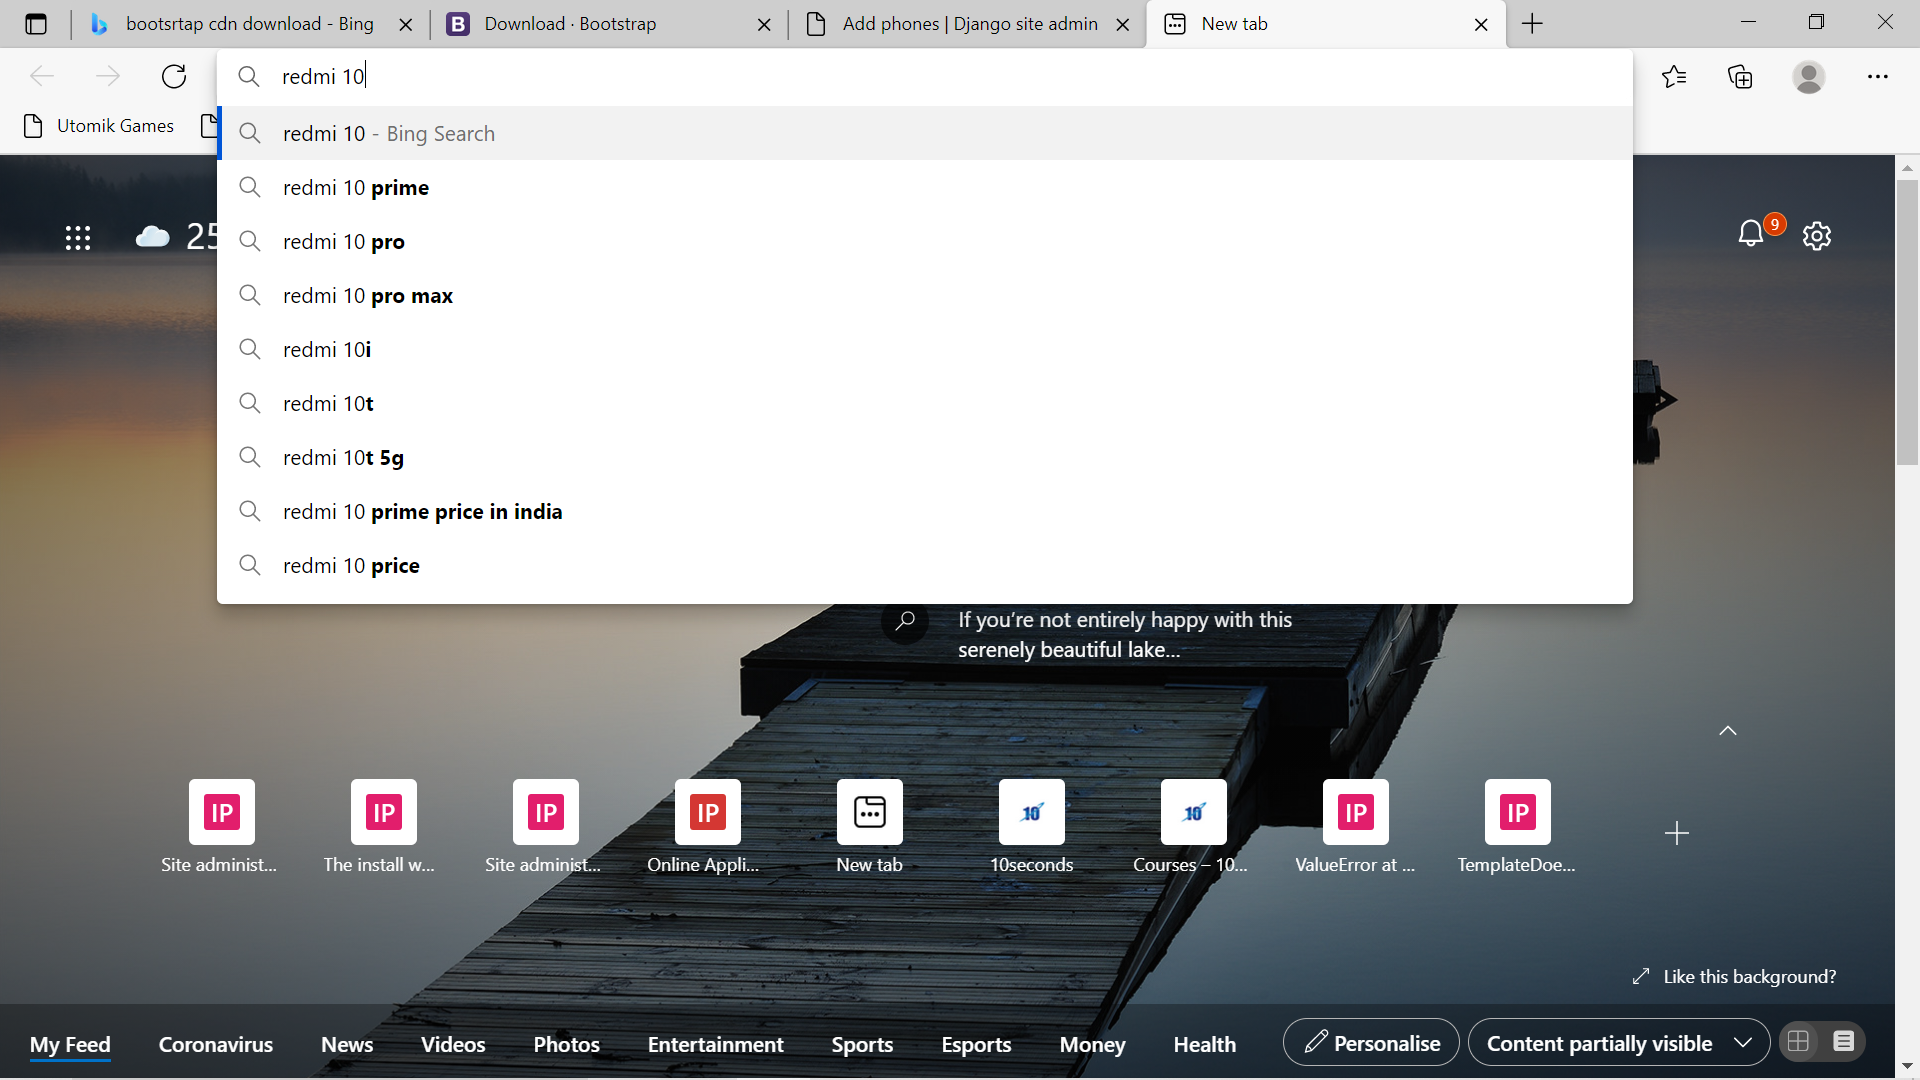 bootsrtap cdn download - Bing
B Download · Bootstrap
Add phones | Django site admin
New tab
redmi 10
Utomik Games
redmi 10 - Bing Search
redmi 10 prime
redmi 10 pro
redmi 10 pro max
redmi 10i
redmi 10t
redmi 10t 5g
redmi 10 prime price in india
redmi 10 price
25
9
If you're not entirely happy with this
serenely beautiful lake...
IP IP IP IP 10 10 IP IP
Site administ... The install w... Site administ... Online Appli... New tab 10seconds Courses – 10... ValueError at ... TemplateDoe...
Like this background?
My Feed Coronavirus News Videos Photos Entertainment Sports Esports Money Health Personalise Content partially visible